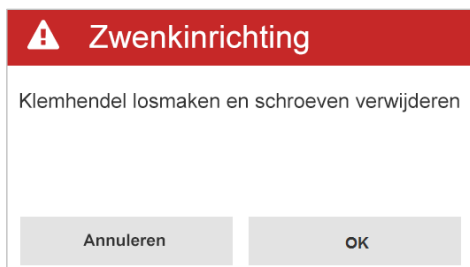 Zwenkinrichting
Klemhendel losmaken en schroeven verwijderen
Annuleren
OK